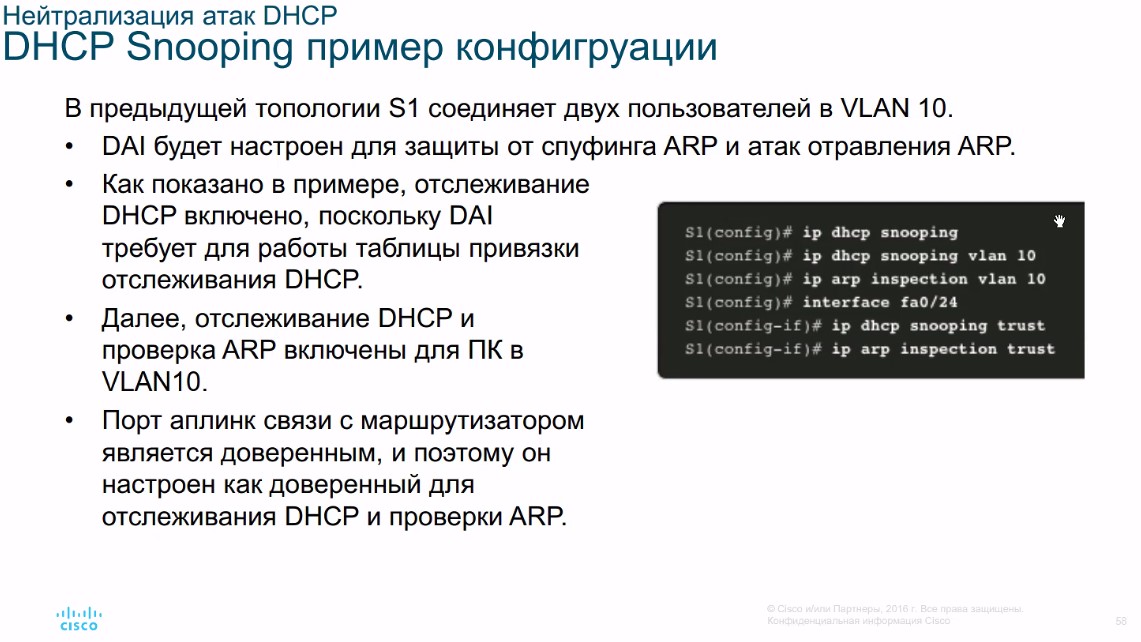 Нейтрализация атак DHCP
DHCP Snooping пример конфигруации
В предыдущей топологии S1 соединяет двух пользователей в VLAN 10.
• DAI будет настроен для защиты от спуфинга ARP и атак отравления ARP.
• Как показано в примере, отслеживание
DHCP включено, поскольку DAI
требует для работы таблицы привязки
отслеживания DHCP.
• Далее, отслеживание DHCP и
проверка ARP включены для ПК в
VLAN10.
• Порт аплинк связи с маршрутизатором
является доверенным, и поэтому он
настроен как доверенный для
отслеживания DHCP и проверки ARP.
S1(config)# ip dhcp snooping
S1(config)# ip dhcp snooping vlan 10
S1(config)# ip arp inspection vlan 10
S1(config)# interface fa0/24
S1(config-if)# ip dhcp snooping trust
S1(config-if)# ip arp inspection trust
CISCO
© Cisco и/или Партнеры, 2016 г. Все права защищены.
Конфиденциальная информация Cisco
58